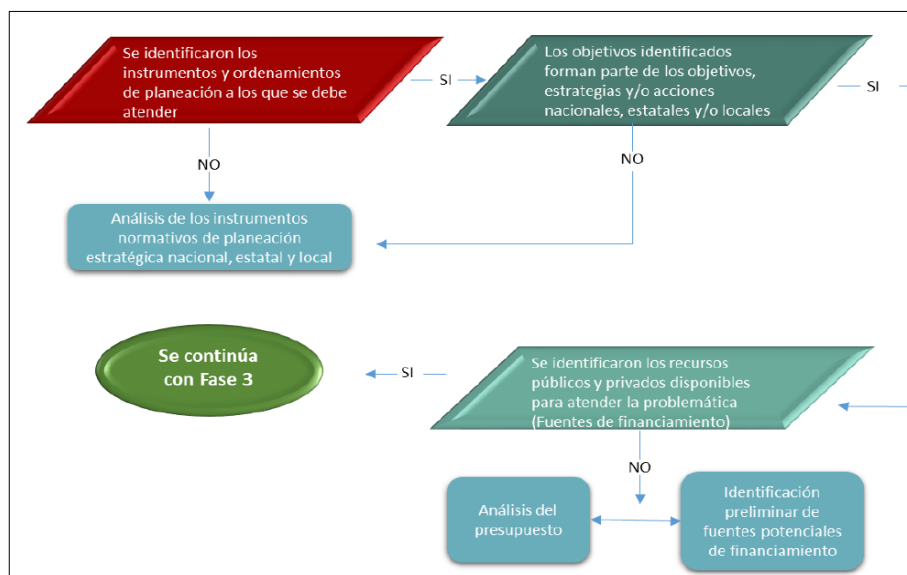 Se identificaron los
instrumentos y ordenamientos
de planeación a los que se debe
atender
SI
Los objetivos identificados
forman parte de los objetivos,
estrategias y/o acciones
nacionales, estatales y/o locales
SI
NO
NO
Análisis de los instrumentos
normativos de planeación
estratégica nacional, estatal y local
Se continúa
con Fase 3
SI
Se identificaron los recursos
públicos y privados disponibles
para atender la problemática
(Fuentes de financiamiento)
NO
Análisis del
presupuesto
Identificación
preliminar de
fuentes potenciales
de financiamiento